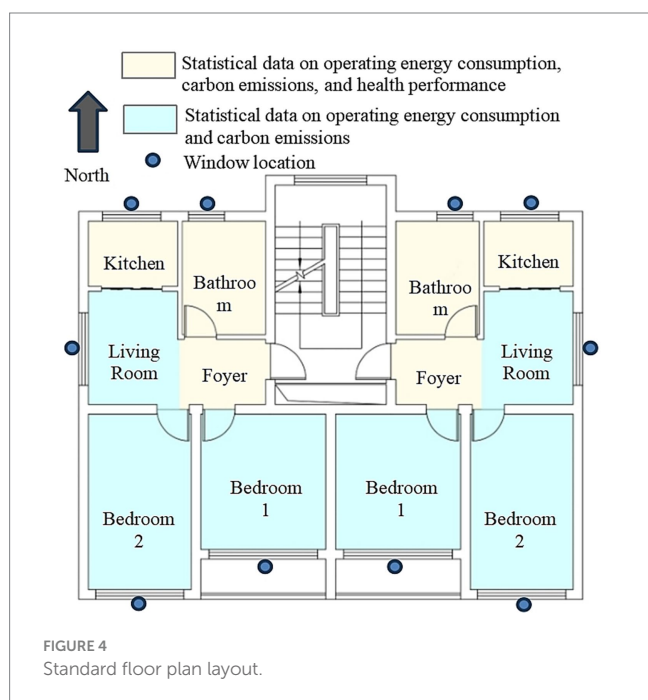 Statistical data on operating energy consumption,
carbon emissions, and health performance
Statistical data on operating energy consumption
and carbon emissions
North
Window location
Kitchen
Bathroo
m
Bathroo
m
Kitchen
Living
Room
Foyer
Foyer
Living
Room
Bedroom
2
Bedroom
1
Bedroom
1
Bedroom
2
N
FIGURE 4
Standard floor plan layout.